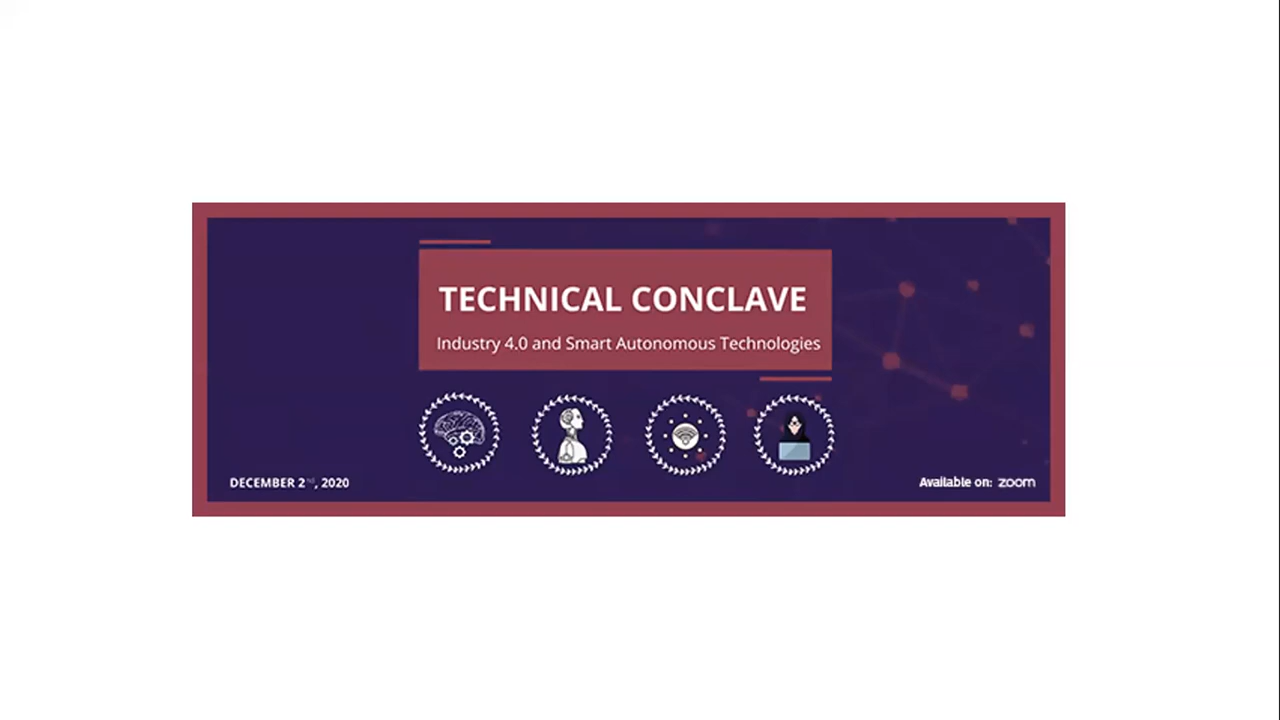 TECHNICAL CONCLAVE
Industry 4.0 and Smart Autonomous Technologies
DECEMBER 2ND, 2020
Available on: zoom